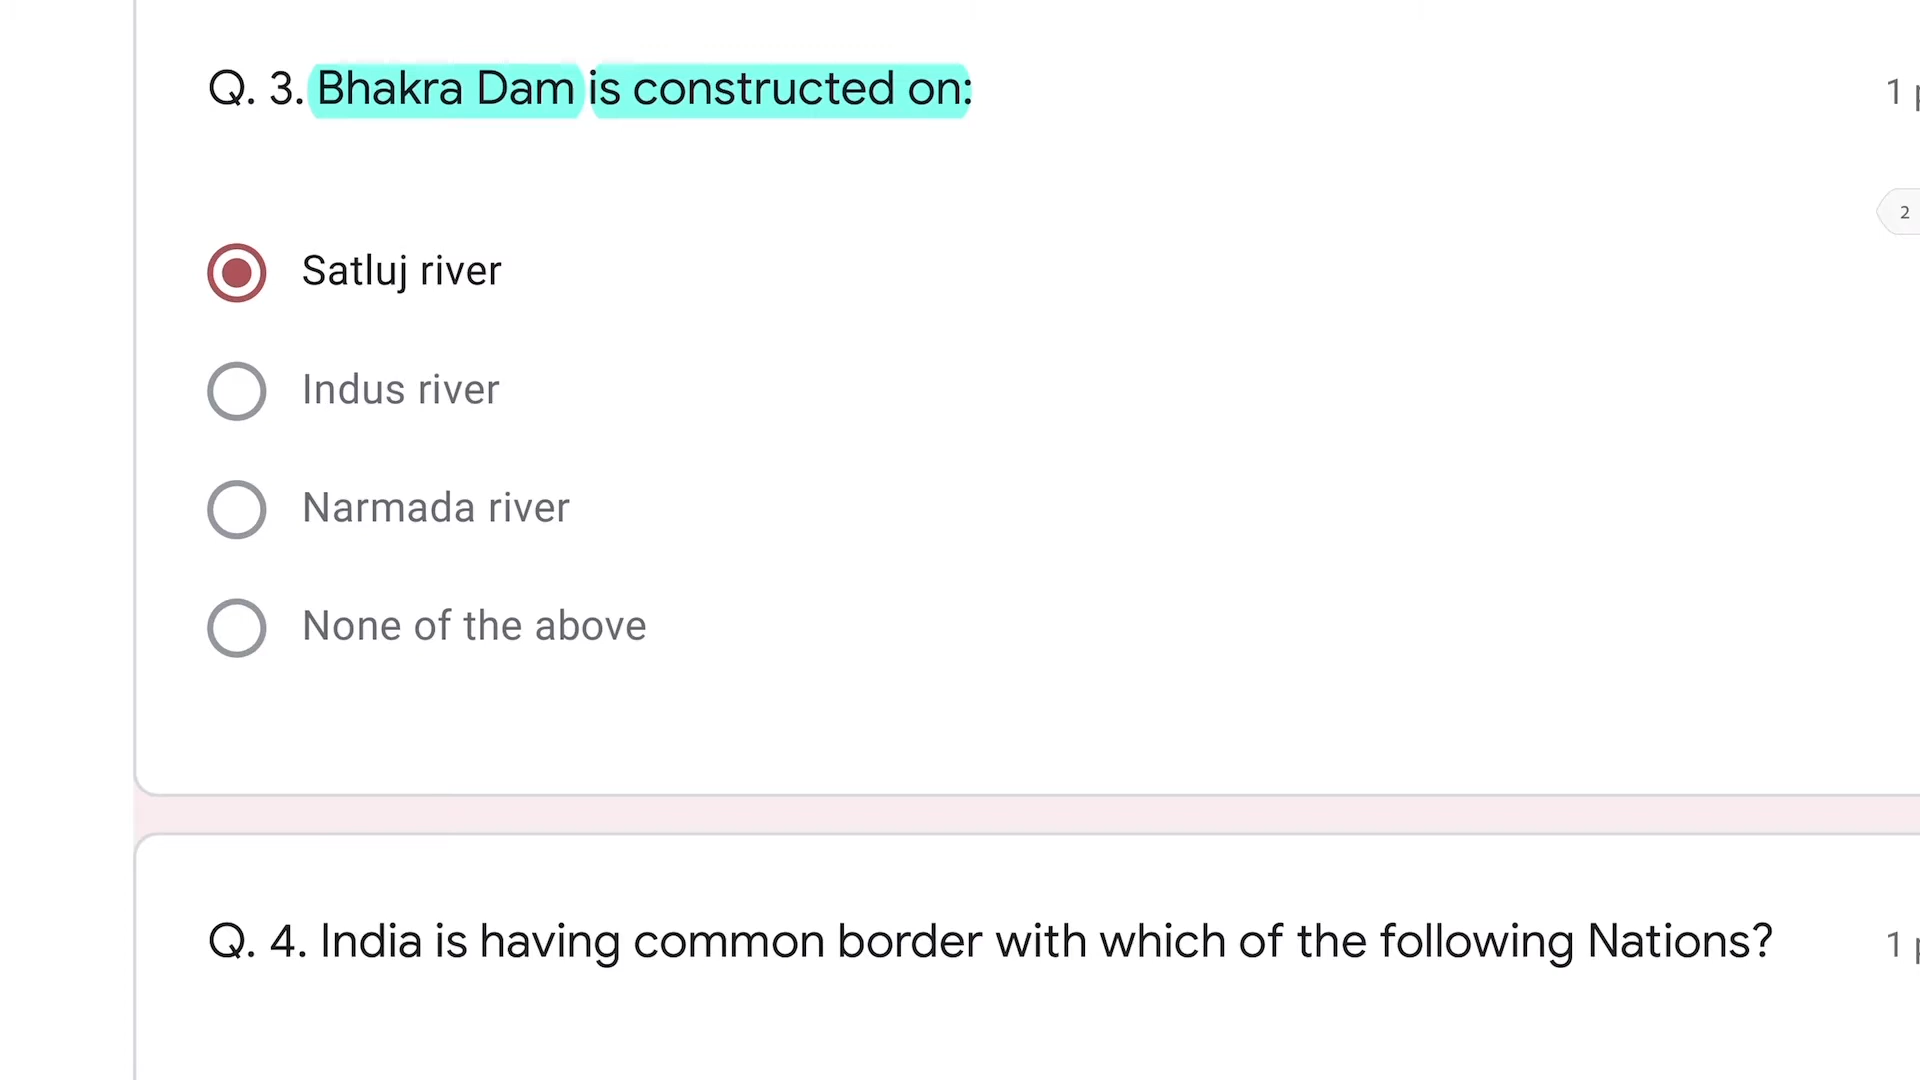 Q. 3. Bhakra Dam is constructed on:
1
2
Satluj river
Indus river
Narmada river
None of the above
Q. 4. India is having common border with which of the following Nations?
1